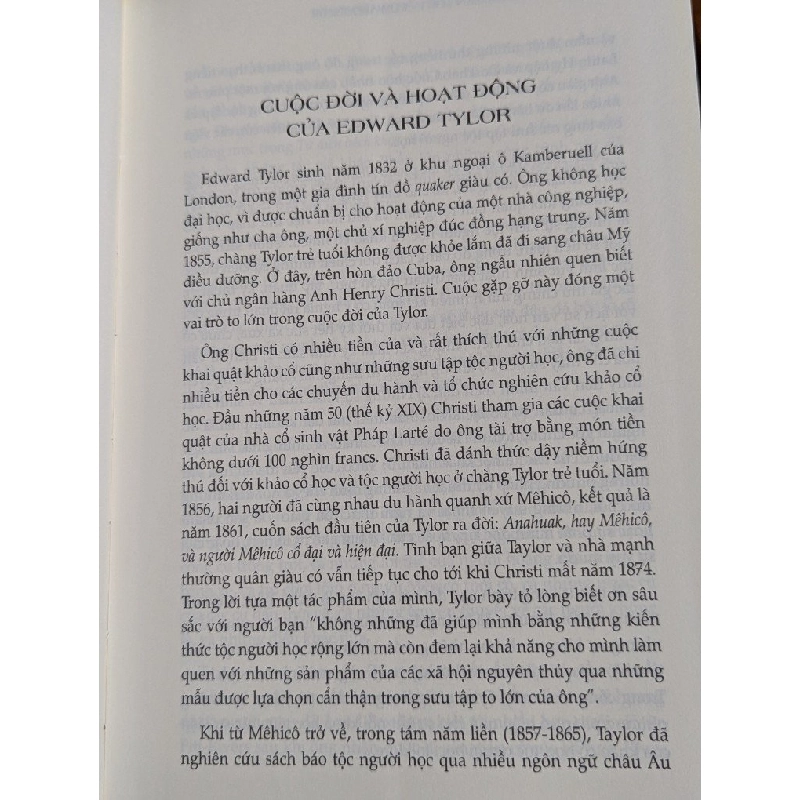 CUỘC ĐỜI VÀ HOẠT ĐỘNG
CỦA EDWARD TYLOR
Edward Tylor sinh năm 1832 ở khu ngoại ô Kamberuell của
London, trong một gia đình tín đồ quaker giàu có. Ông không học
đại học, vì được chuẩn bị cho hoạt động của một nhà công nghiệp,
giống như cha ông, một chủ xí nghiệp đúc đồng hạng trung. Năm
1855, chàng Tylor trẻ tuổi không được khỏe lắm đã đi sang châu Mỹ
điều dưỡng. Ở đây, trên hòn đảo Cuba, ông ngẫu nhiên quen biết
với chủ ngân hàng Anh Henry Christi. Cuộc gặp gỡ này đóng một
vai trò to lớn trong cuộc đời của Tylor.
Ông Christi có nhiều tiền của và rất thích thú với những cuộc
khai quật khảo cổ cũng như những sưu tập tộc người học, ông đã chi
nhiều tiền cho các chuyến du hành và tổ chức nghiên cứu khảo cổ
học. Đầu những năm 50 (thế kỷ XIX) Christi tham gia các cuộc khai
quật của nhà cổ sinh vật Pháp Larté do ông tài trợ bằng món tiền
không dưới 100 nghìn francs. Christi đã đánh thức dậy niềm hứng
thú đối với khảo cổ học và tộc người học ở chàng Tylor trẻ tuổi. Năm
1856, hai người đã cùng nhau du hành quanh xứ Mêhicô, kết quả là
năm 1861, cuốn sách đầu tiên của Tylor ra đời: Anahuak, hay Mêhicô,
và người Mêhicô cổ đại và hiện đại. Tình bạn giữa Taylor và nhà mạnh
thường quân giàu có vẫn tiếp tục cho tới khi Christi mất năm 1874.
Trong lời tựa một tác phẩm của mình, Tylor bày tỏ lòng biết ơn sâu
sắc với người bạn "không những đã giúp mình bằng những kiến
thức tộc người học rộng lớn mà còn đem lại khả năng cho mình làm
quen với những sản phẩm của các xã hội nguyên thủy qua những
mẫu được lựa chọn cẩn thận trong sưu tập to lớn của ông".
Khi từ Mêhicô trở về, trong tám năm liền (1857-1865), Taylor đã
nghiên cứu sách báo tộc người học qua nhiều ngôn ngữ châu Âu